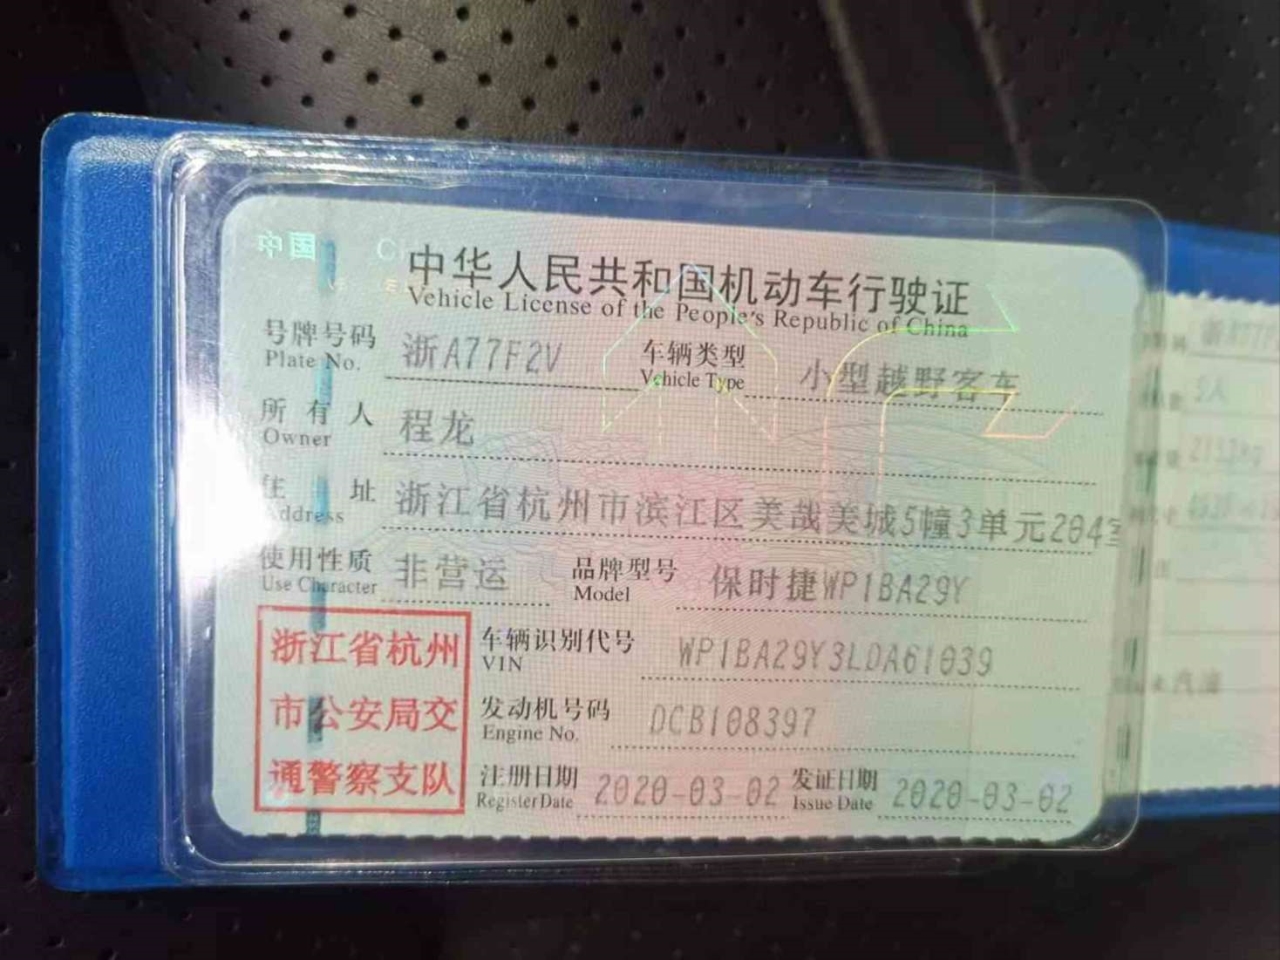 中国
中华人民共和国机动车行驶证
Vehicle License of the People's Republic of China
号牌号码 浙A77F2V 车辆类型 小型越野客车
Plate No. Vehicle Type
所有人 程龙
Owner
住址 浙江省杭州市滨江区美哉美城5幢3单元204室
Address
使用性质 非营运 品牌型号 保时捷WP1BA29Y
Use Character Model
浙江省杭州
市公安局交
通警察支队
车辆识别代号 WP1BA29Y3LDA61039
VIN
发动机号码 DCB108397
Engine No.
注册日期 2020-03-02 发证日期 2020-03-02
Register Date Issue Date